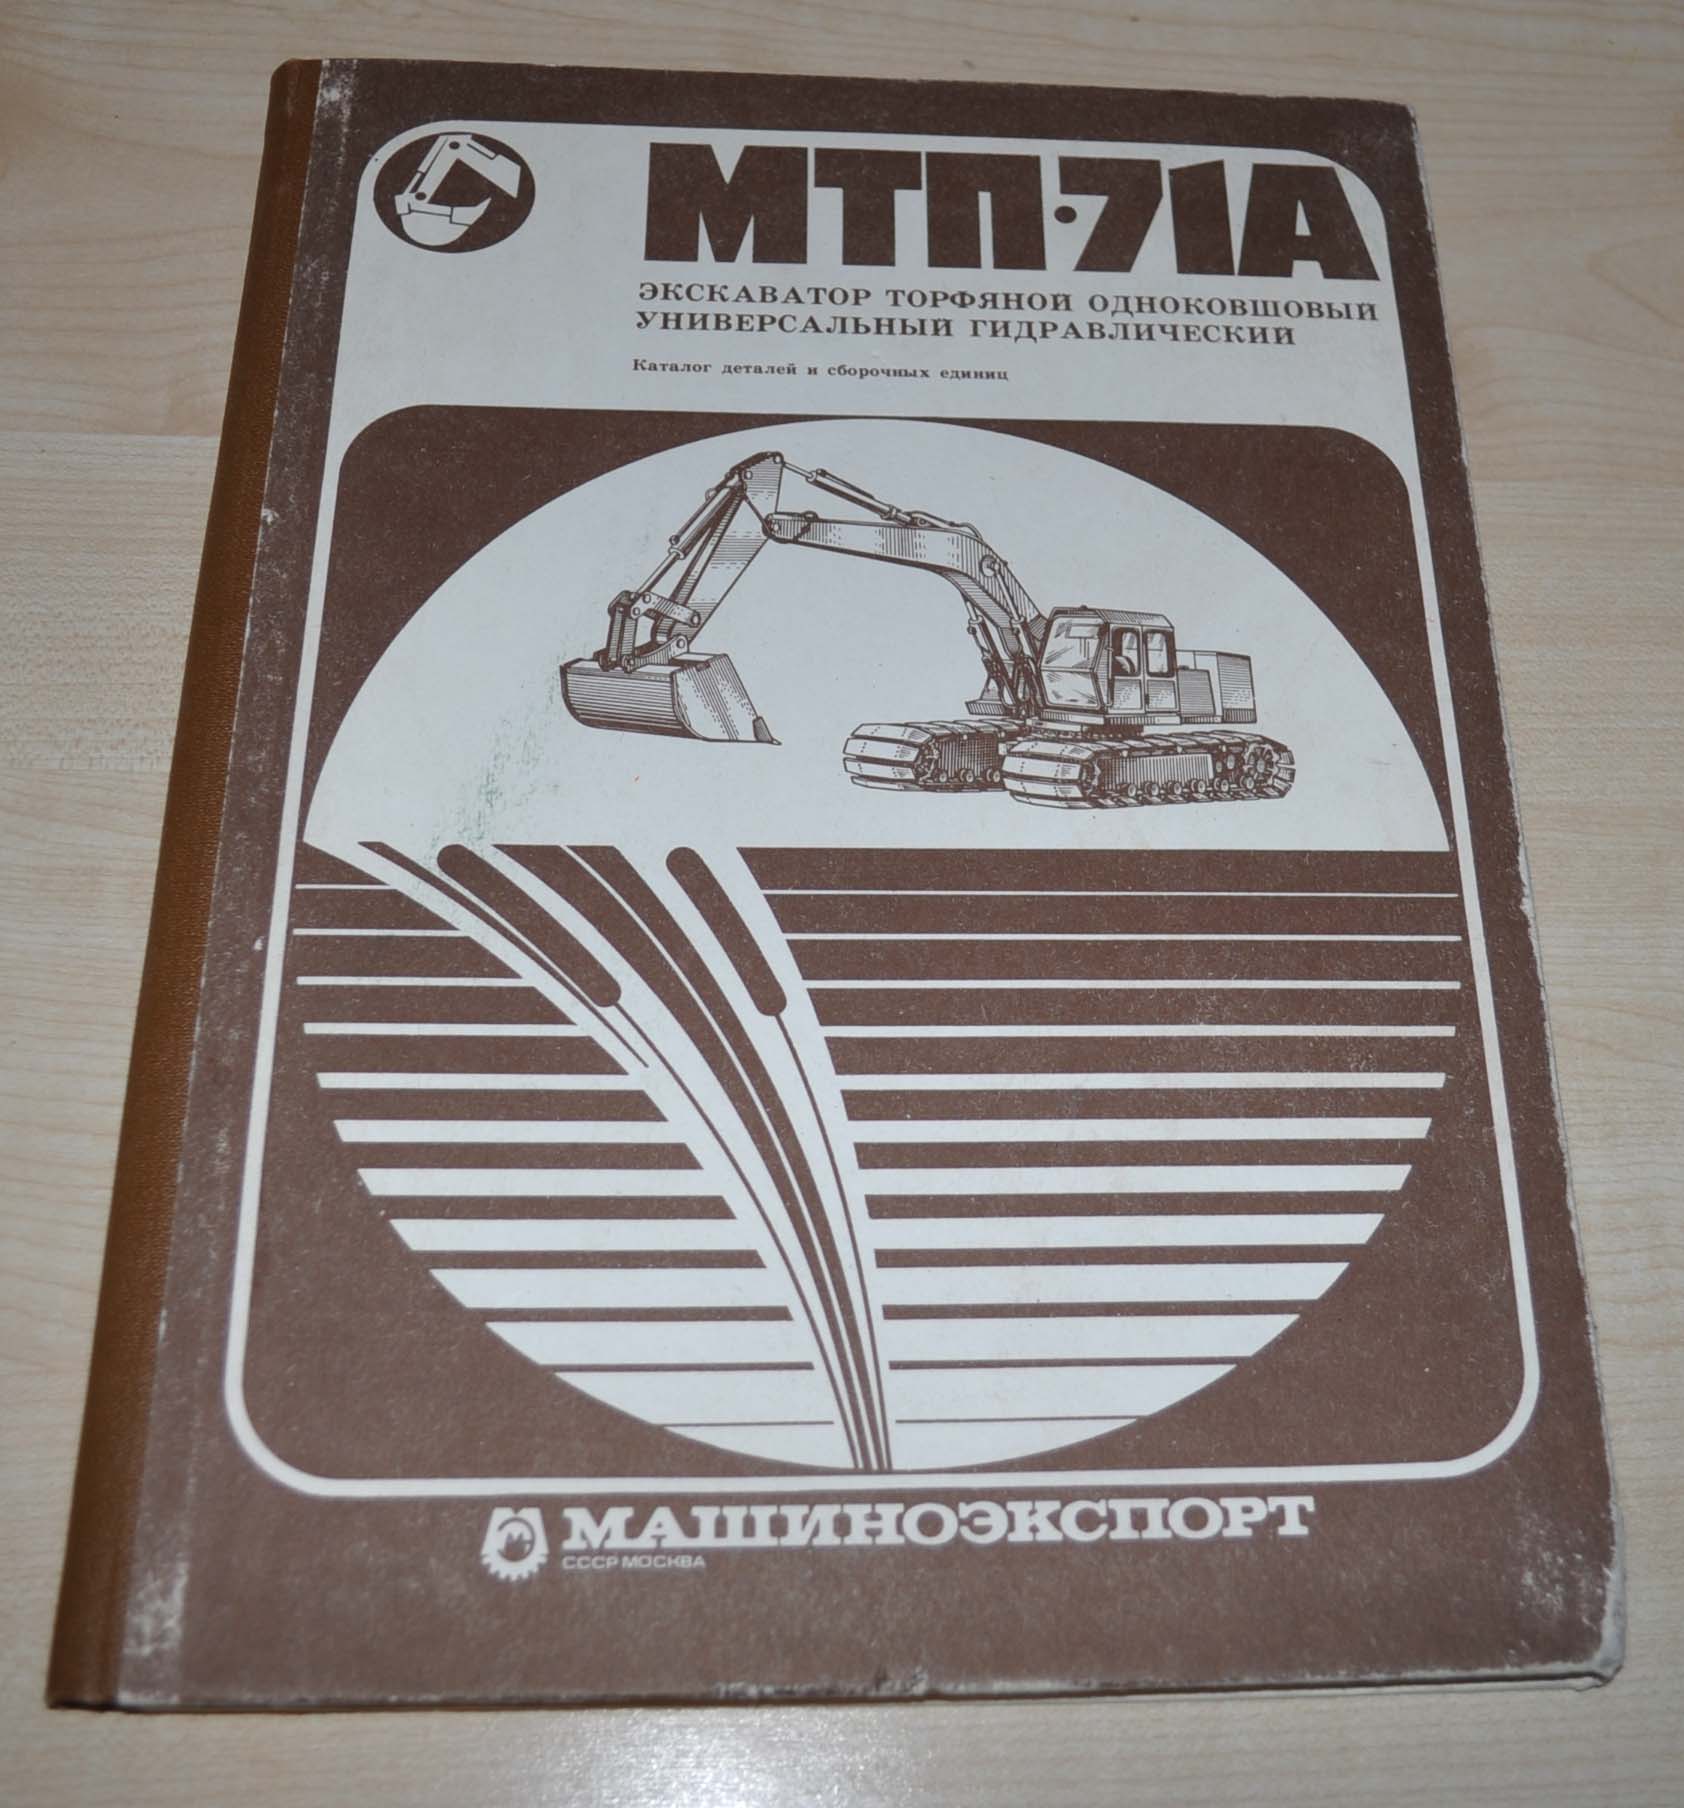 МТП·71А
ЭКСКАВАТОР ТОРФЯНОЙ ОДНОКОВШОВЫЙ
УНИВЕРСАЛЬНЫЙ ГИДРАВЛИЧЕСКИЙ
Каталог деталей и сборочных единиц
МАШИНОЭКСПОРТ
СССР МОСКВА